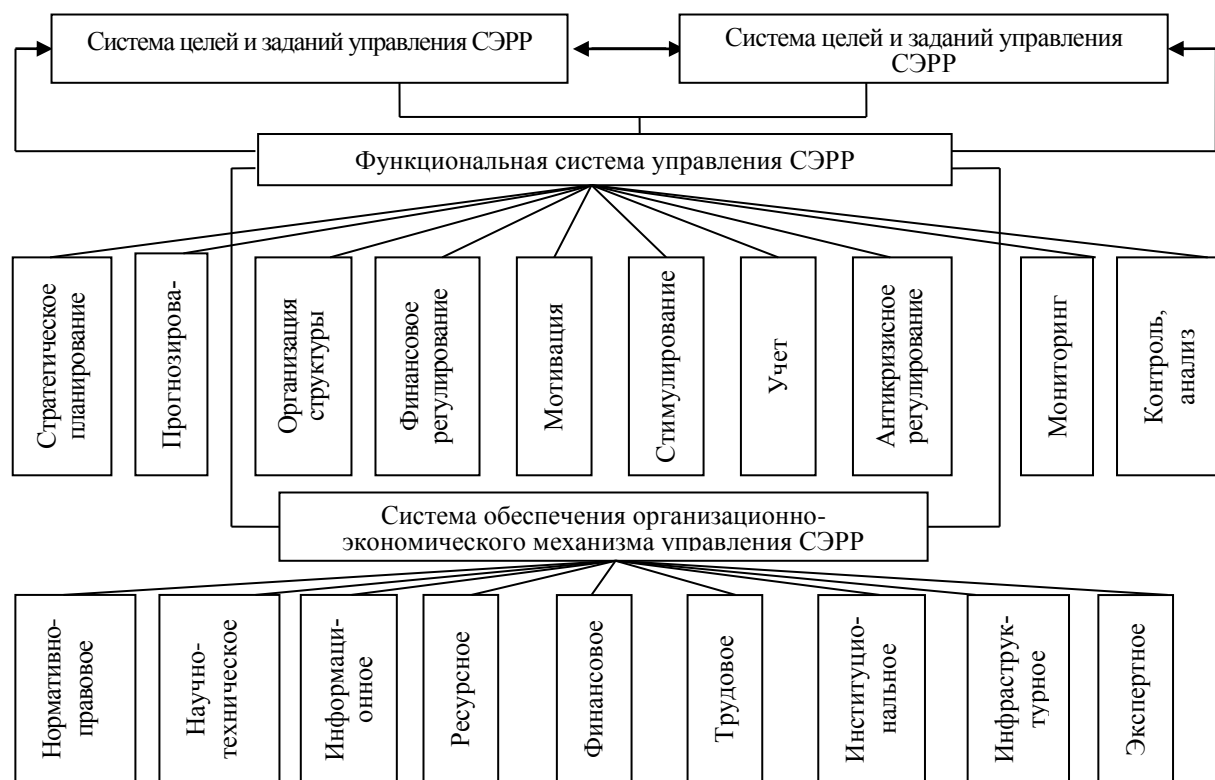 Система целей и заданий управления СЭРР
Система целей и заданий управления
СЭРР
Функциональная система управления СЭРР
Стратегическое
планирование
Прогнозирова-
Организация
структуры
Финансовое
регулирование
Мотивация
Стимулирование
Учет
Антикризисное
регулирование
Мониторинг
Контроль,
анализ
Система обеспечения организационно-
экономического механизма управления СЭРР
Нормативно-
правовое
Научно-
техническое
Информаци-
онное
Ресурсное
Финансовое
Трудовое
Институцио-
нальное
Инфраструк-
турное
Экспертное